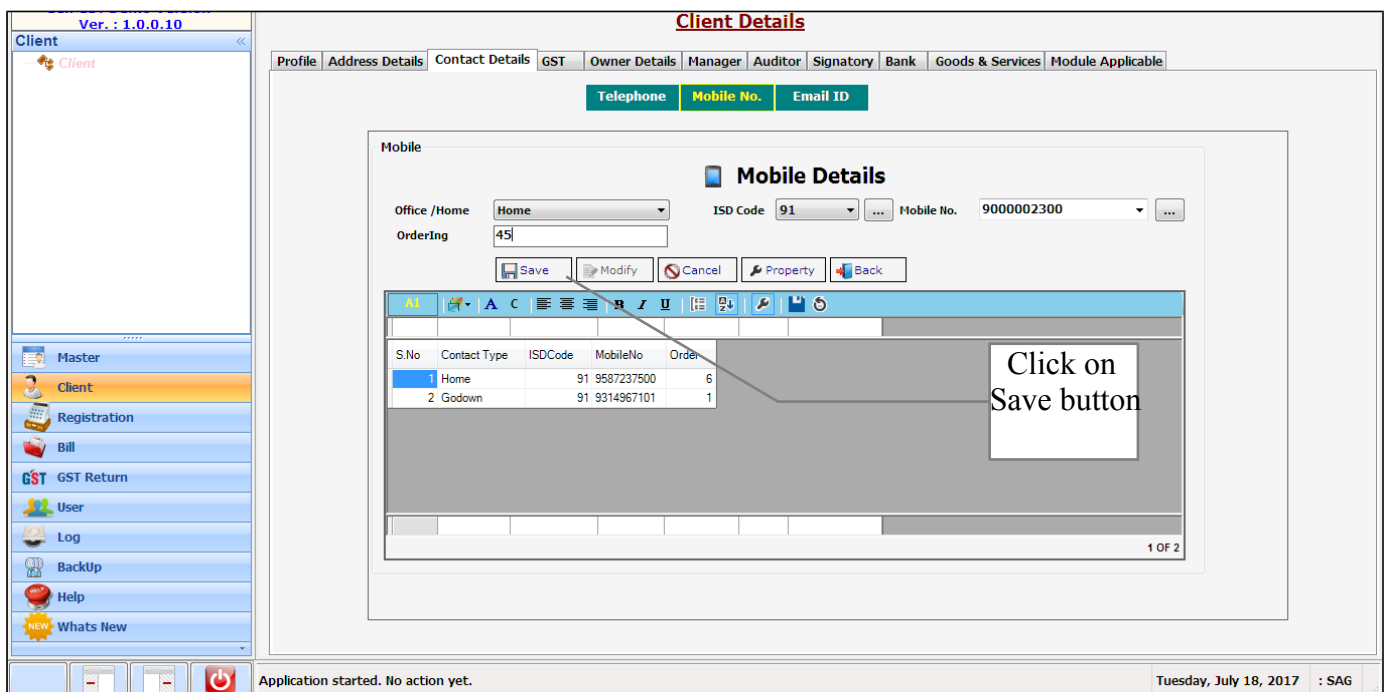 Ver. : 1.0.0.10
Client Details
Client
Client
Profile Address Details Contact Details GST Owner Details Manager Auditor Signatory Bank Goods & Services Module Applicable
Telephone Mobile No. Email ID
Mobile
Mobile Details
Office /Home Home ISD Code 91 ... Mobile No. 9000002300 ...
OrderIng 45
Save Modify Cancel Property Back
A1 A C B I U
S.No Contact Type ISDCode MobileNo Order
1 Home 91 9587237500 6
2 Godown 91 9314967101 1
Click on
Save button
1 OF 2
Master
Client
Registration
Bill
GST GST Return
User
Log
BackUp
Help
NEW Whats New
Application started. No action yet. Tuesday, July 18, 2017 : SAG